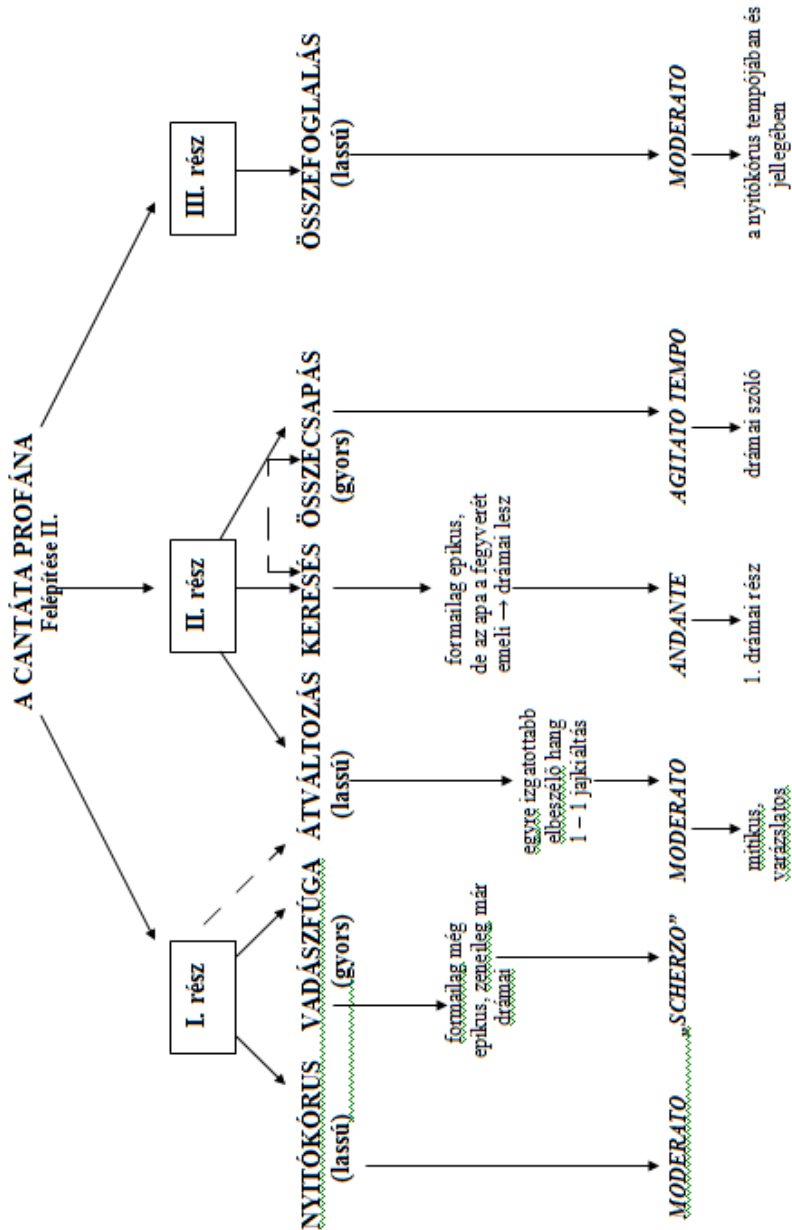 A CANTÁTA PROFÁNA
Felépítése II.
I. rész
II. rész
III. rész
NYITÓKÓRUS
(lassú)
VADÁSZFÚGA
(gyors)
ÁTVÁLTOZÁS
(lassú)
KERESÉS
ÖSSZECSAPÁS
(gyors)
ÖSSZEFOGLALÁS
(lassú)
formailag még
epikus, zeneileg már
drámai
egyre izgatottabb
elbeszélő hang
1 – 1 jajkiáltás
formailag epikus,
de az apa a fegyverét
emeli → drámai lesz
MODERATO
„SCHERZO”
MODERATO
ANDANTE
AGITATO TEMPO
MODERATO
mitikus,
varázslatos
1. drámai rész
drámai szóló
a nyitókórus tempójában és
jellegében